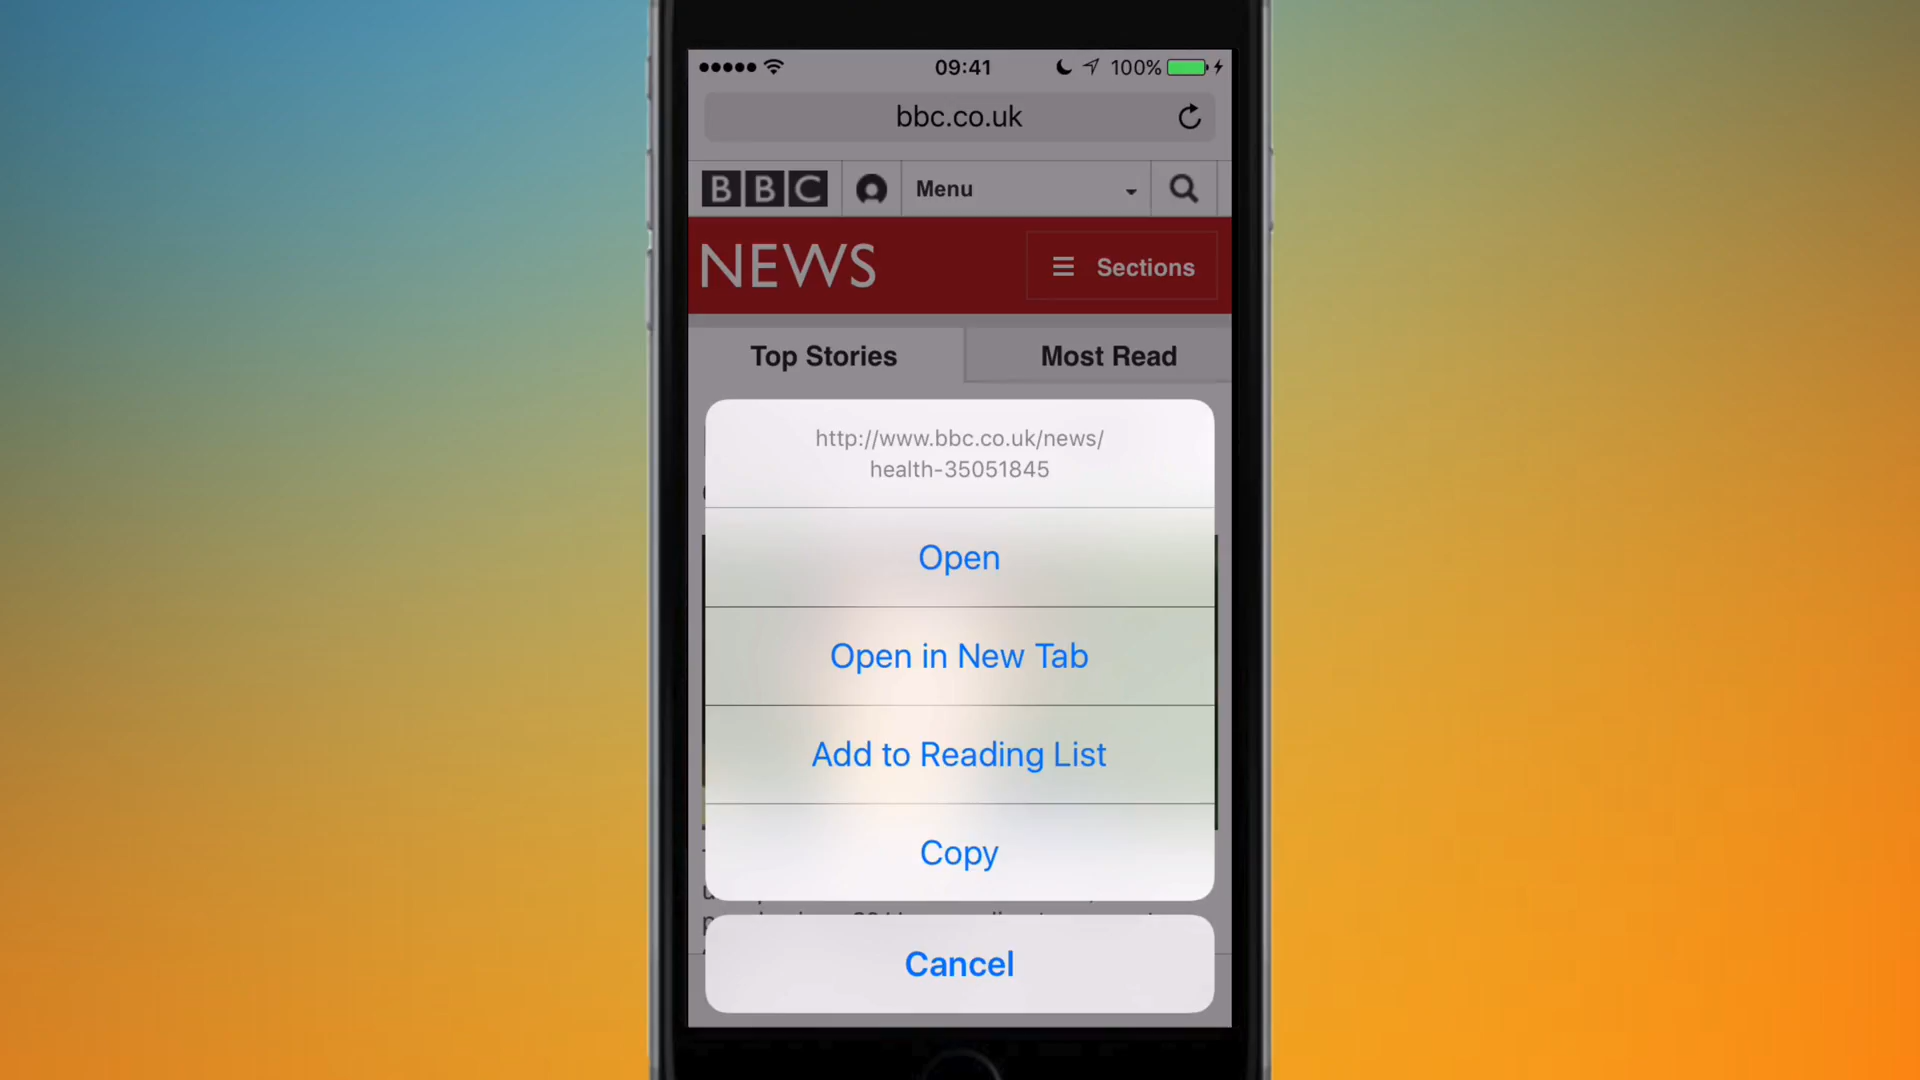 09:41 100%
bbc.co.uk
BBC Menu
NEWS Sections
Top Stories Most Read
http://www.bbc.co.uk/news/
health-35051845
Open
Open in New Tab
Add to Reading List
Copy
Cancel